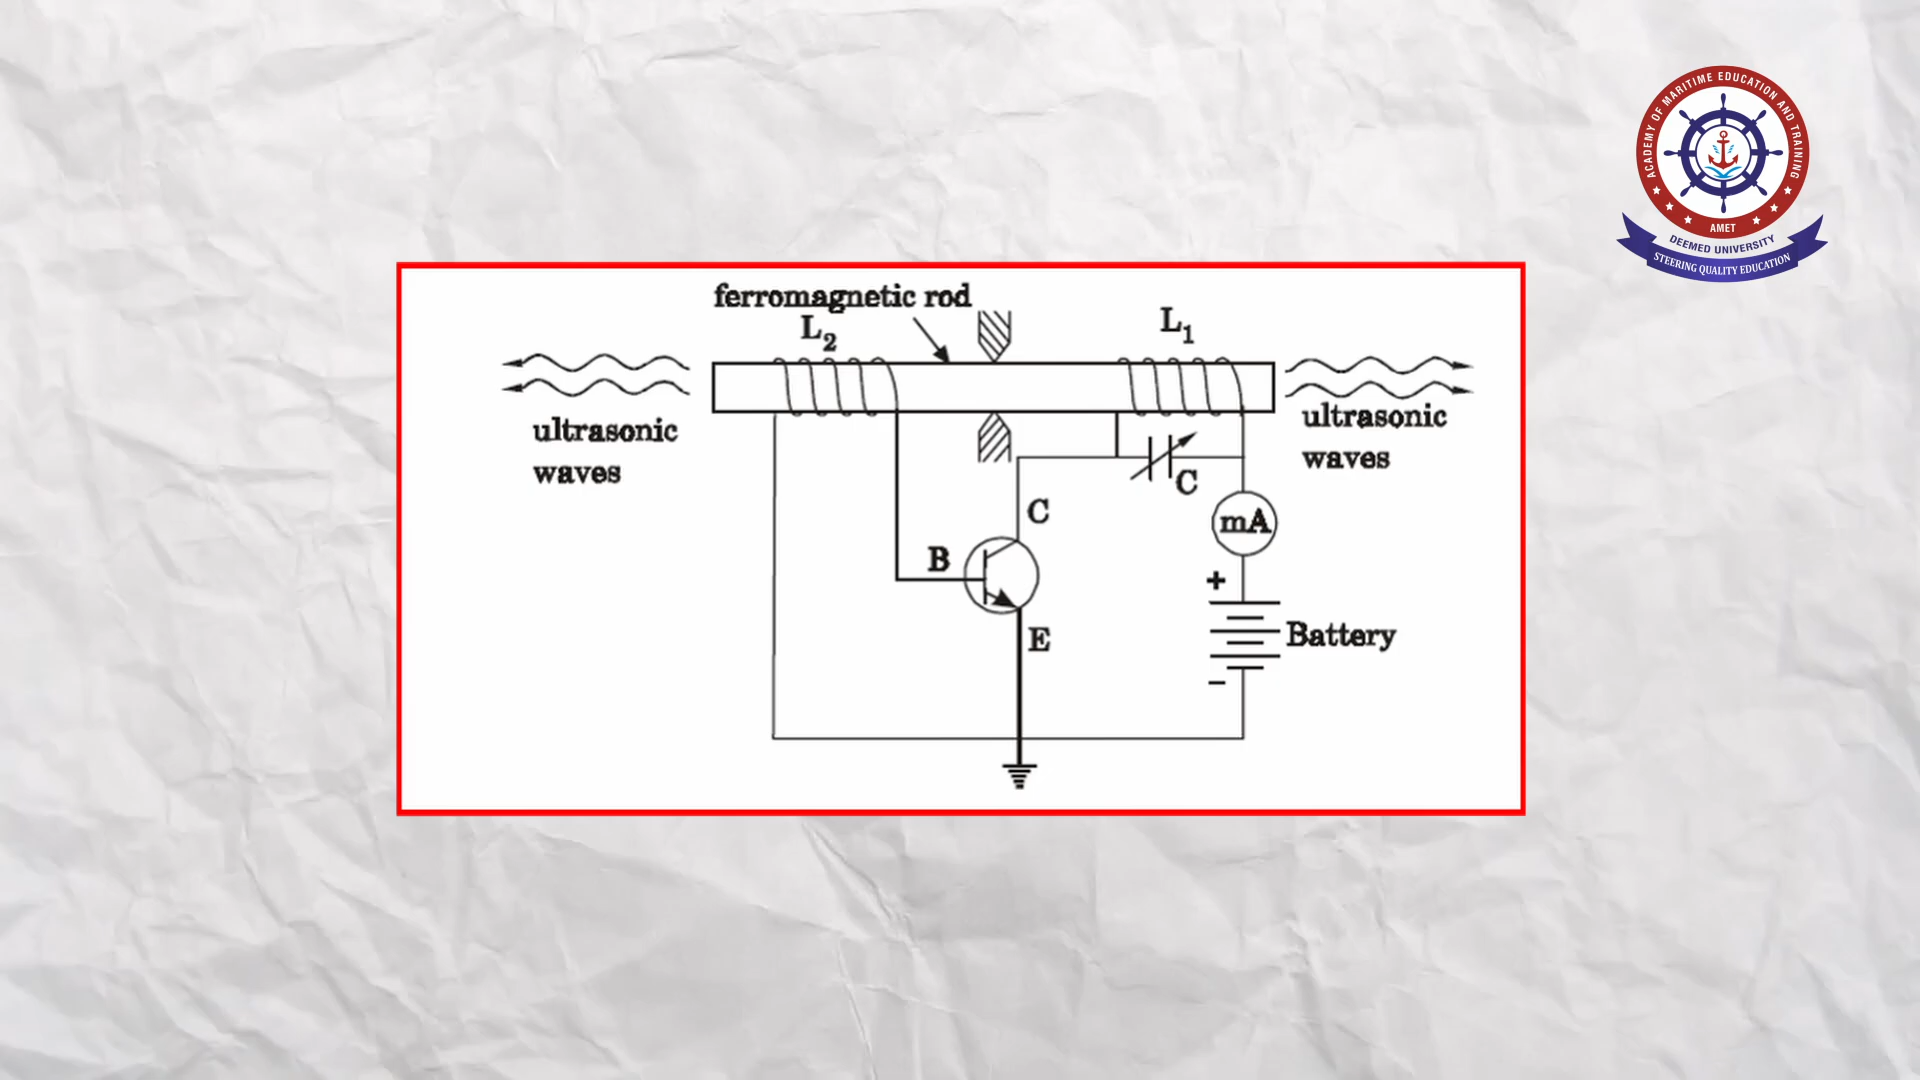 ACADEMY OF MARITIME EDUCATION AND TRAINING
AMET
DEEMED UNIVERSITY
STEERING QUALITY EDUCATION
ferromagnetic rod
L2
L1
ultrasonic
waves
ultrasonic
waves
C
C
mA
B
+
E
Battery
−